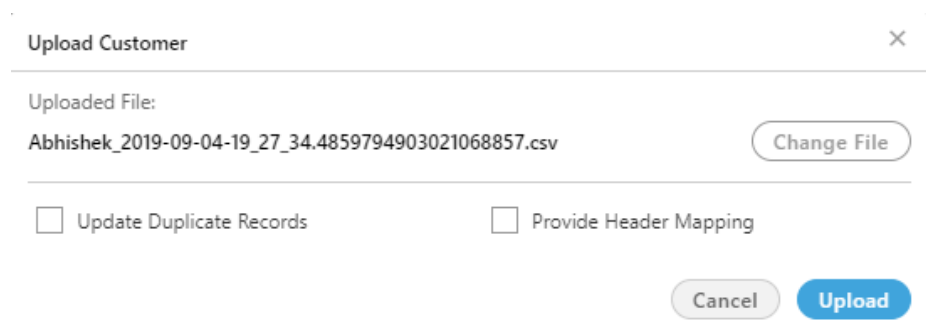 Upload Customer
Uploaded File:
Abhishek_2019-09-04-19_27_34.4859794903021068857.csv
Change File
Update Duplicate Records
Provide Header Mapping
Cancel
Upload